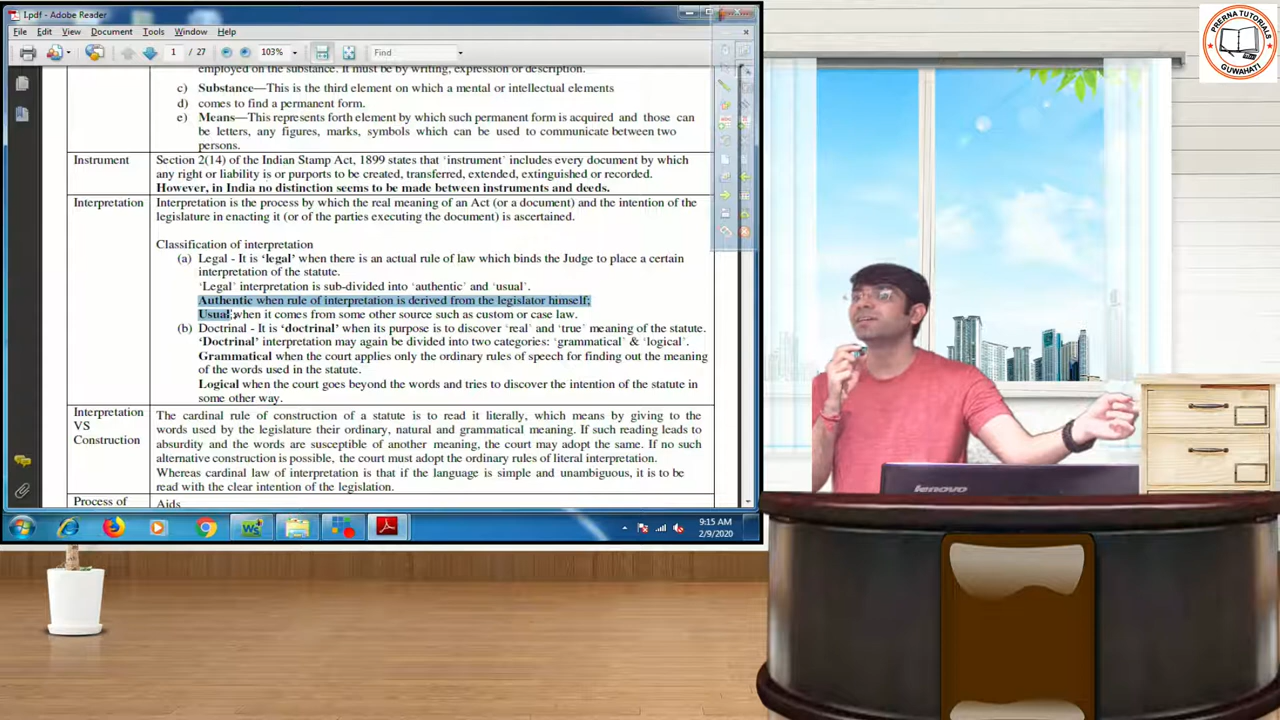 I.pdf - Adobe Reader
File Edit View Document Tools Window Help
1 / 27 103% Find
employed on the substance. It must be by writing, expression or description.
c) Substance—This is the third element on which a mental or intellectual elements
d) comes to find a permanent form.
e) Means—This represents forth element by which such permanent form is acquired and those can
be letters, any figures, marks, symbols which can be used to communicate between two
persons.
Instrument
Section 2(14) of the Indian Stamp Act, 1899 states that 'instrument' includes every document by which
any right or liability is or purports to be created, transferred, extended, extinguished or recorded.
However, in India no distinction seems to be made between instruments and deeds.
Interpretation
Interpretation is the process by which the real meaning of an Act (or a document) and the intention of the
legislature in enacting it (or of the parties executing the document) is ascertained.
Classification of interpretation
(a) Legal - It is 'legal' when there is an actual rule of law which binds the Judge to place a certain
interpretation of the statute.
'Legal' interpretation is sub-divided into 'authentic' and 'usual'.
Authentic when rule of interpretation is derived from the legislator himself;
Usual when it comes from some other source such as custom or case law.
(b) Doctrinal - It is 'doctrinal' when its purpose is to discover 'real' and 'true' meaning of the statute.
'Doctrinal' interpretation may again be divided into two categories: 'grammatical' & 'logical'.
Grammatical when the court applies only the ordinary rules of speech for finding out the meaning
of the words used in the statute.
Logical when the court goes beyond the words and tries to discover the intention of the statute in
some other way.
Interpretation
VS
Construction
The cardinal rule of construction of a statute is to read it literally, which means by giving to the
words used by the legislature their ordinary, natural and grammatical meaning. If such reading leads to
absurdity and the words are susceptible of another meaning, the court may adopt the same. If no such
alternative construction is possible, the court must adopt the ordinary rules of literal interpretation.
Whereas cardinal law of interpretation is that if the language is simple and unambiguous, it is to be
read with the clear intention of the legislation.
Process of
Aids
9:15 AM
2/9/2020
PRERNA TUTORIALS
GUWAHATI
lenovo